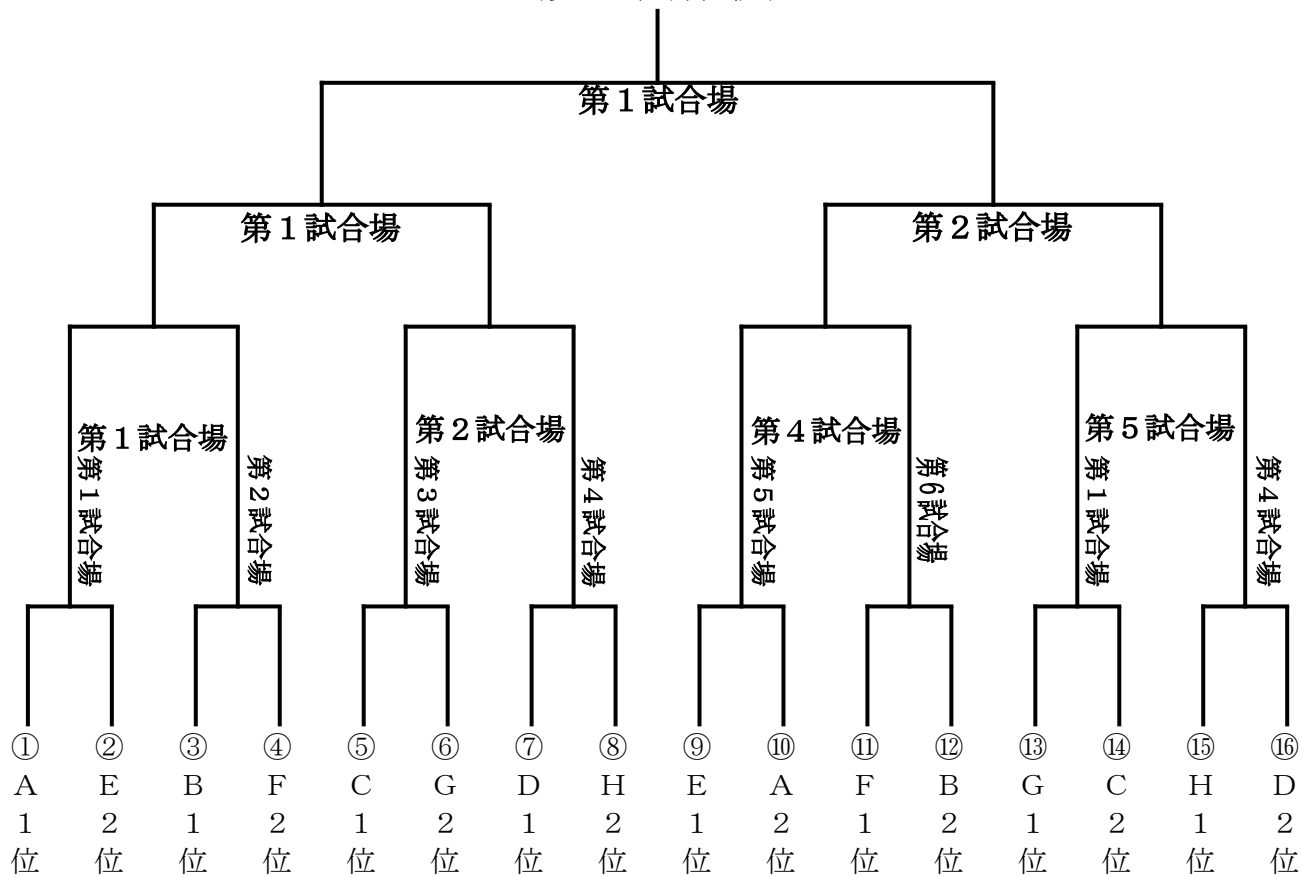 第１試合場
第１試合場
第２試合場
第１試合場
第２試合場
第４試合場
第５試合場
第１試合場
第２試合場
第３試合場
第４試合場
第５試合場
第６試合場
第１試合場
第４試合場
① ② ③ ④ ⑤ ⑥ ⑦ ⑧ ⑨ ⑩ ⑪ ⑫ ⑬ ⑭ ⑮ ⑯
A E B F C G D H E A F B G C H D
１ ２ １ ２ １ ２ １ ２ １ ２ １ ２ １ ２ １ ２
位 位 位 位 位 位 位 位 位 位 位 位 位 位 位 位